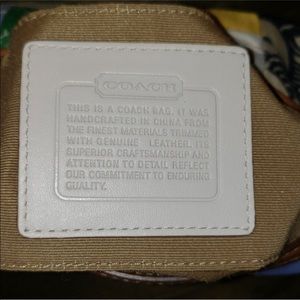 COACH
THIS IS A COACH BAG. IT WAS
HANDCRAFTED IN CHINA FROM
THE FINEST MATERIALS TRIMMED
WITH GENUINE LEATHER. ITS
SUPERIOR CRAFTSMANSHIP AND
ATTENTION TO DETAIL REFLECT
OUR COMMITMENT TO ENDURING
QUALITY.